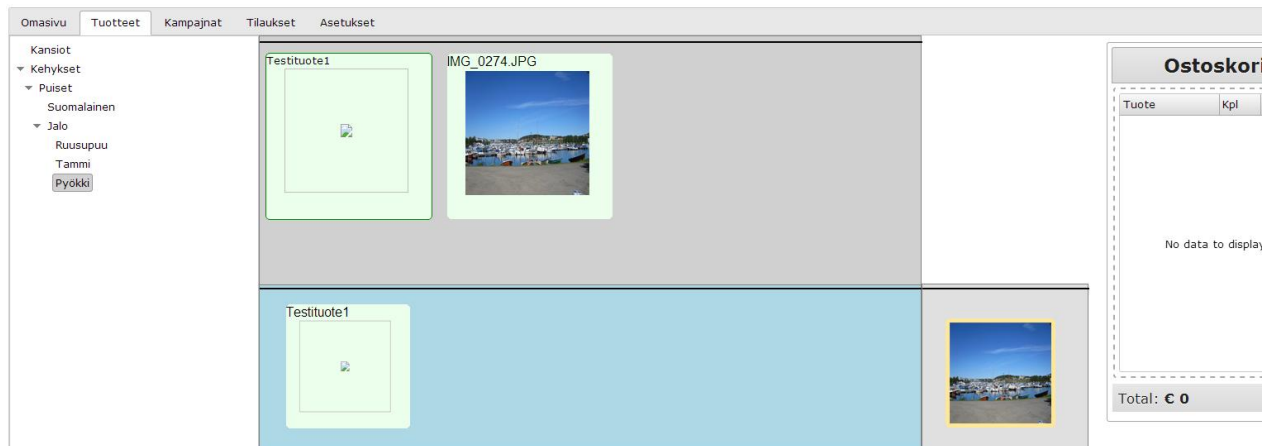 Omasivu Tuotteet Kampajnat Tilaukset Asetukset
Kansiot
Kehykset
Puiset
Suomalainen
Jalo
Ruusupuu
Tammi
Pyökki
Testituote1
IMG_0274.JPG
Testituote1
Ostoskori
Tuote Kpl
No data to display
Total: € 0